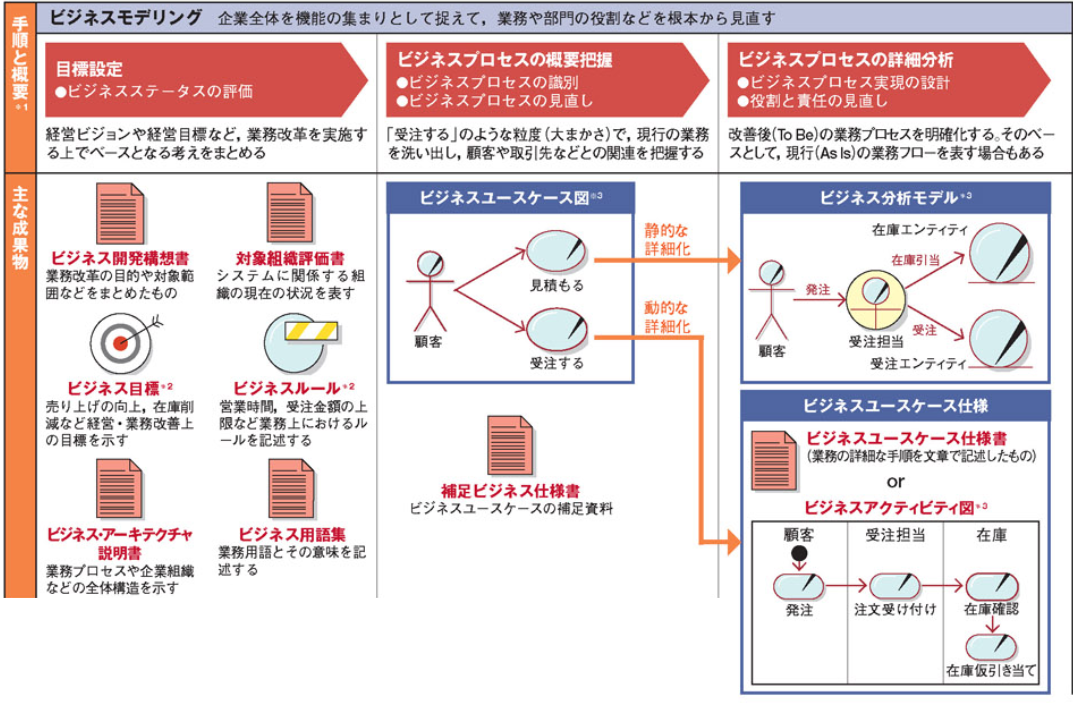 手順と概要*1
ビジネスモデリング 企業全体を機能の集まりとして捉えて，業務や部門の役割などを根本から見直す
目標設定
●ビジネスステータスの評価
経営ビジョンや経営目標など，業務改革を実施す
る上でベースとなる考えをまとめる
ビジネスプロセスの概要把握
●ビジネスプロセスの識別
●ビジネスプロセスの見直し
「受注する」のような粒度（大まかさ）で，現行の業務
を洗い出し，顧客や取引先などとの関連を把握する
ビジネスプロセスの詳細分析
●ビジネスプロセス実現の設計
●役割と責任の見直し
改善後（To Be）の業務プロセスを明確化する。そのベー
スとして，現行（As Is）の業務フローを表す場合もある
主な成果物
ビジネス開発構想書
業務改革の目的や対象範
囲などをまとめたもの
対象組織評価書
システムに関係する組
織の現在の状況を表す
ビジネス目標*2
売り上げの向上，在庫削
減など経営・業務改善上
の目標を示す
ビジネスルール*2
営業時間，受注金額の上
限など業務上におけるル
ールを記述する
ビジネス・アーキテクチャ
説明書
業務プロセスや企業組織
などの全体構造を示す
ビジネス用語集
業務用語とその意味を記
述する
ビジネスユースケース図※3
顧客
見積もる
受注する
補足ビジネス仕様書
ビジネスユースケースの補足資料
静的な
詳細化
動的な
詳細化
ビジネス分析モデル*3
在庫エンティティ
在庫引当
発注
顧客
受注担当
受注
受注エンティティ
ビジネスユースケース仕様
ビジネスユースケース仕様書
（業務の詳細な手順を文章で記述したもの）
or
ビジネスアクティビティ図*3
顧客 受注担当 在庫
発注 注文受け付け 在庫確認
在庫仮引き当て